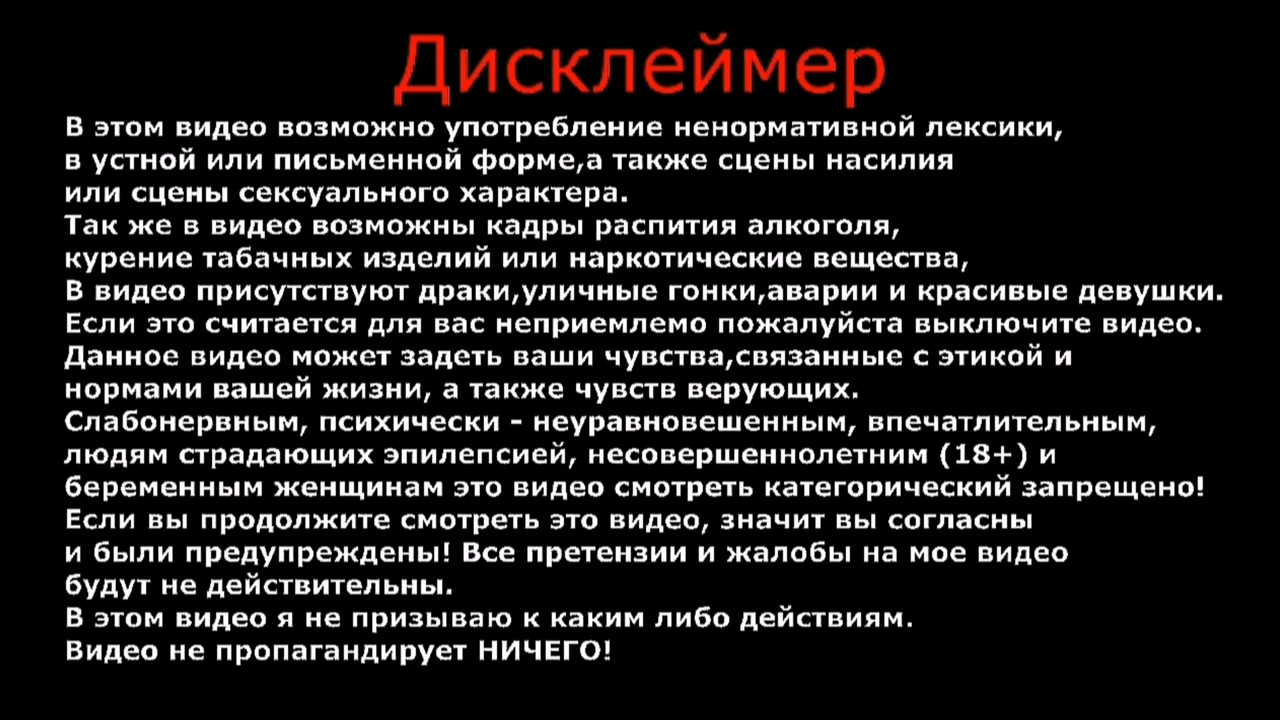 Дисклеймер
В этом видео возможно употребление ненормативной лексики,
в устной или письменной форме,а также сцены насилия
или сцены сексуального характера.
Так же в видео возможны кадры распития алкоголя,
курение табачных изделий или наркотические вещества,
В видео присутствуют драки,уличные гонки,аварии и красивые девушки.
Если это считается для вас неприемлемо пожалуйста выключите видео.
Данное видео может задеть ваши чувства,связанные с этикой и
нормами вашей жизни, а также чувств верующих.
Слабонервным, психически - неуравновешенным, впечатлительным,
людям страдающих эпилепсией, несовершеннолетним (18+) и
беременным женщинам это видео смотреть категорический запрещено!
Если вы продолжите смотреть это видео, значит вы согласны
и были предупреждены! Все претензии и жалобы на мое видео
будут не действительны.
В этом видео я не призываю к каким либо действиям.
Видео не пропагандирует НИЧЕГО!